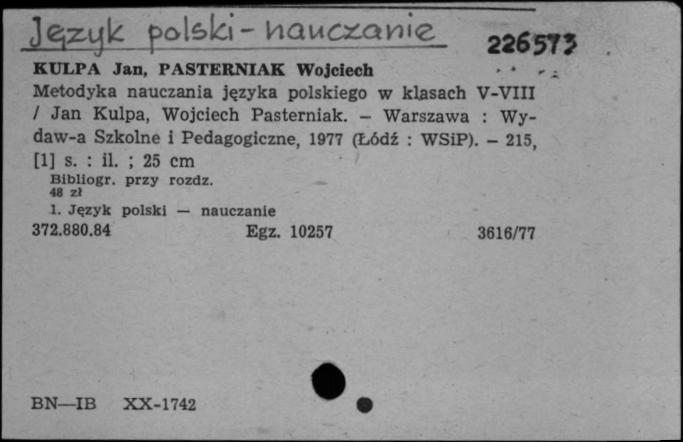 Język polski - nauczanie
226573
KULPA Jan, PASTERNIAK Wojciech
Metodyka nauczania języka polskiego w klasach V-VIII
/ Jan Kulpa, Wojciech Pasterniak. — Warszawa : Wy-
daw-a Szkolne i Pedagogiczne, 1977 (Łódź : WSiP). — 215,
[1] s. : il. ; 25 cm
Bibliogr. przy rozdz.
48 zł
1. Język polski — nauczanie
372.880.84 Egz. 10257 3616/77
BN—IB XX-1742